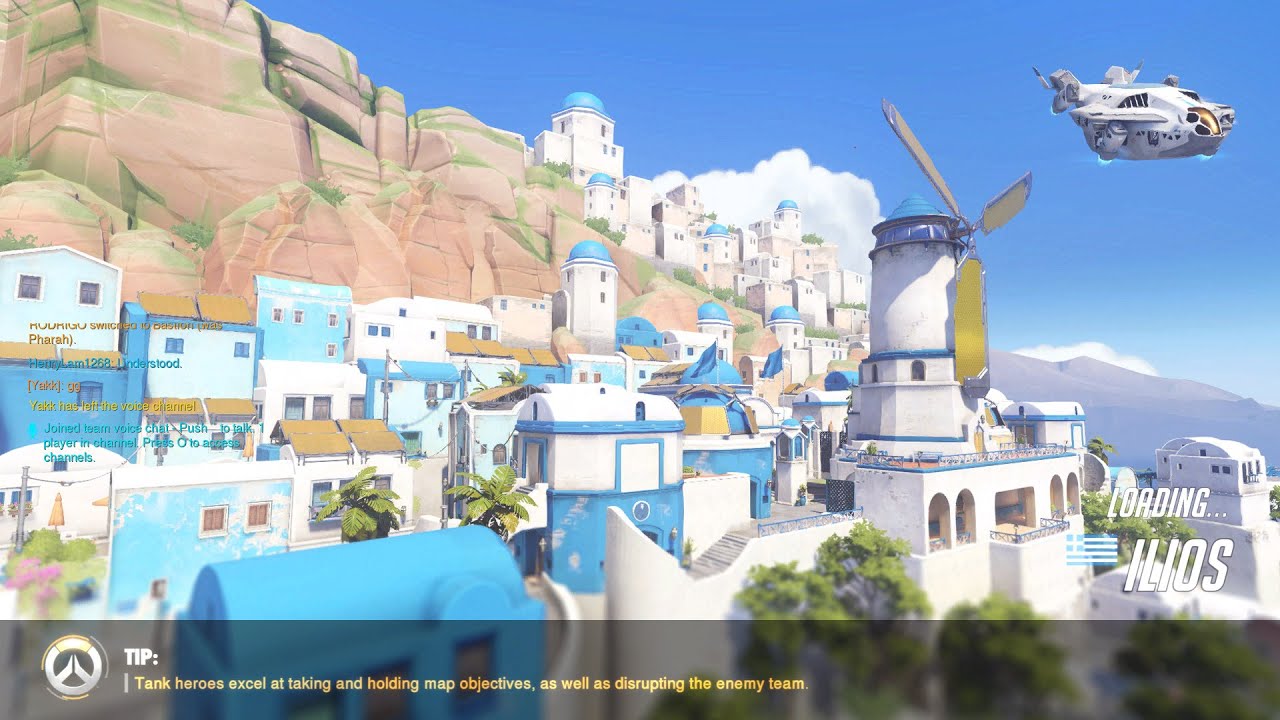 RODRIGO switched to Bastion (was
Pharah).
HenryLam1268: Understood.
[Yakk]: gg
Yakk has left the voice channel
Joined team voice chat - Push _ to talk. 1
player in channel. Press O to access
channels.
LOADING...
ILIOS
TIP:
Tank heroes excel at taking and holding map objectives, as well as disrupting the enemy team.